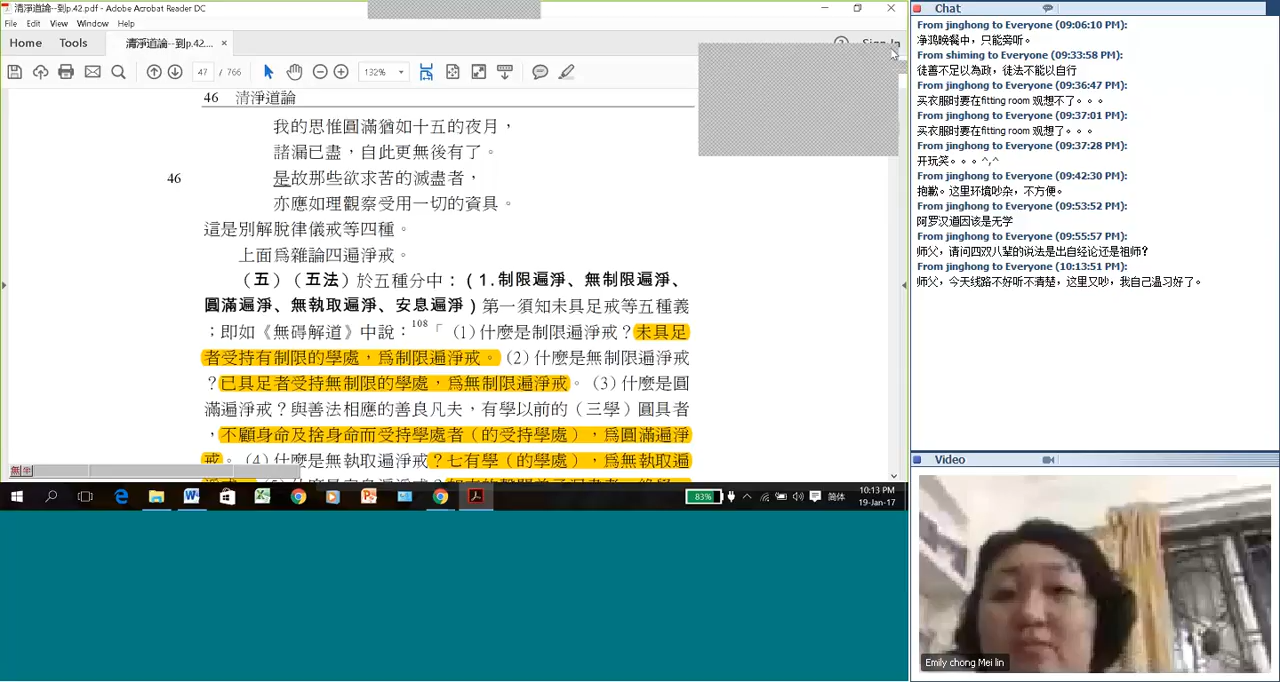 清淨道論--到p.42.pdf - Adobe Acrobat Reader DC
File Edit View Window Help
Home Tools 清淨道論--到p.42.... × Sign In
47 / 766 132%
46 清淨道論
我的思惟圓滿猶如十五的夜月，
諸漏已盡，自此更無後有了。
46 是故那些欲求苦的滅盡者，
亦應如理觀察受用一切的資具。
這是別解脫律儀戒等四種。
上面爲雜論四遍淨戒。
（五）（五法）於五種分中：（1.制限遍淨、無制限遍淨、
圓滿遍淨、無執取遍淨、安息遍淨）第一須知未具足戒等五種義
；即如《無碍解道》中說：108「（1）什麼是制限遍淨戒？未具足
者受持有制限的學處，爲制限遍淨戒。（2）什麼是無制限遍淨戒
？已具足者受持無制限的學處，爲無制限遍淨戒。（3）什麼是圓
滿遍淨戒？與善法相應的善良凡夫，有學以前的（三學）圓具者
，不顧身命及捨身命而受持學處者（的受持學處），爲圓滿遍淨
戒。（4）什麼是無執取遍淨戒？七有學（的學處），爲無執取遍
83% 简体 10:13 PM
19-Jan-17
Chat
From jinghong to Everyone (09:06:10 PM):
净鸿晚餐中，只能旁听。
From shiming to Everyone (09:33:58 PM):
徒善不足以為政，徒法不能以自行
From jinghong to Everyone (09:36:47 PM):
买衣服时要在fitting room 观想不了。。。
From jinghong to Everyone (09:37:01 PM):
买衣服时要在fitting room 观想了。。。
From jinghong to Everyone (09:37:28 PM):
开玩笑。。。^,^
From jinghong to Everyone (09:42:30 PM):
抱歉。这里环境吵杂，不方便。
From jinghong to Everyone (09:53:52 PM):
阿罗汉道因该是无学
From jinghong to Everyone (09:55:57 PM):
师父，请问四双八辈的说法是出自经论还是祖师？
From jinghong to Everyone (10:13:51 PM):
师父，今天线路不好听不清楚，这里又吵，我自己温习好了。
Video
Emily chong Mei lin